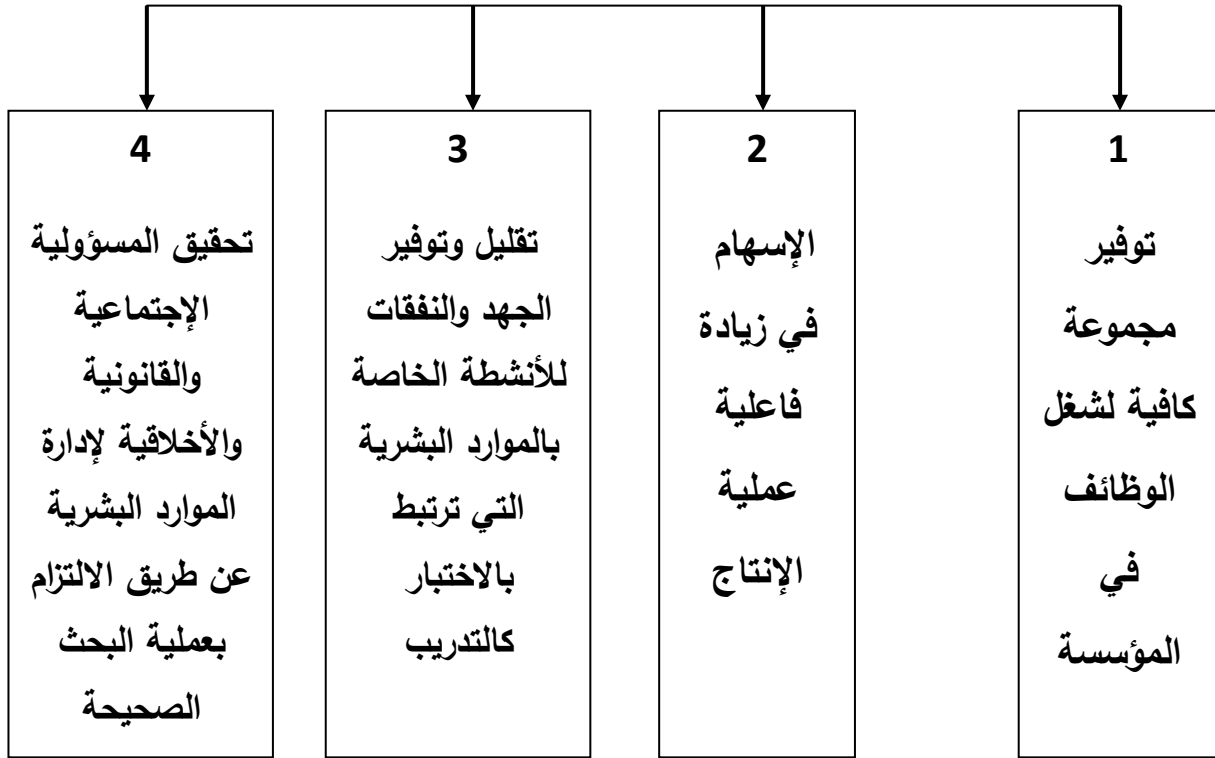 1
توفير
مجموعة
كافية لشغل
الوظائف
في
المؤسسة
2
الإسهام
في زيادة
فاعلية
عملية
الإنتاج
3
تقليل وتوفير
الجهد والنفقات
للأنشطة الخاصة
بالموارد البشرية
التي ترتبط
بالاختبار
كالتدريب
4
تحقيق المسؤولية
الإجتماعية
والقانونية
والأخلاقية لإدارة
الموارد البشرية
عن طريق الالتزام
بعملية البحث
الصحيحة